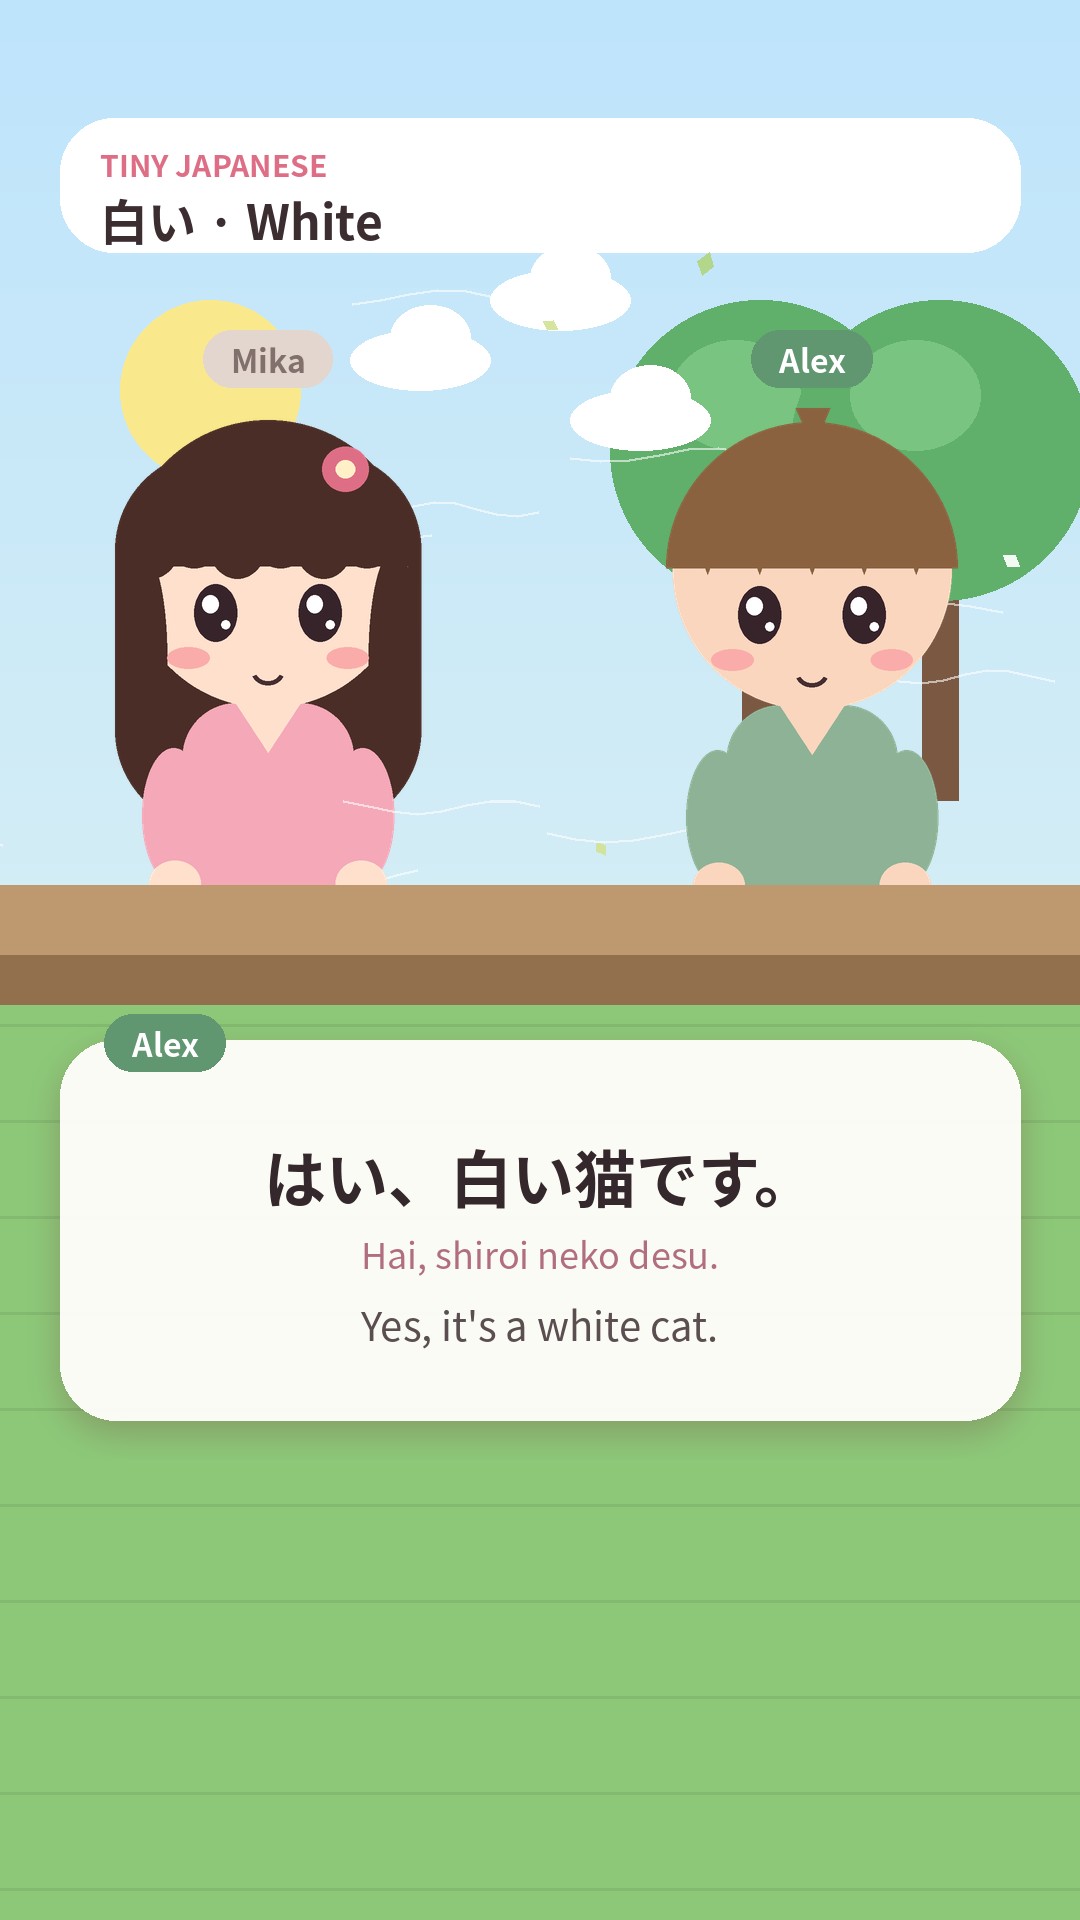 TINY JAPANESE
白い · White
Mika
Alex
Alex
はい、白い猫です。
Hai, shiroi neko desu.
Yes, it's a white cat.